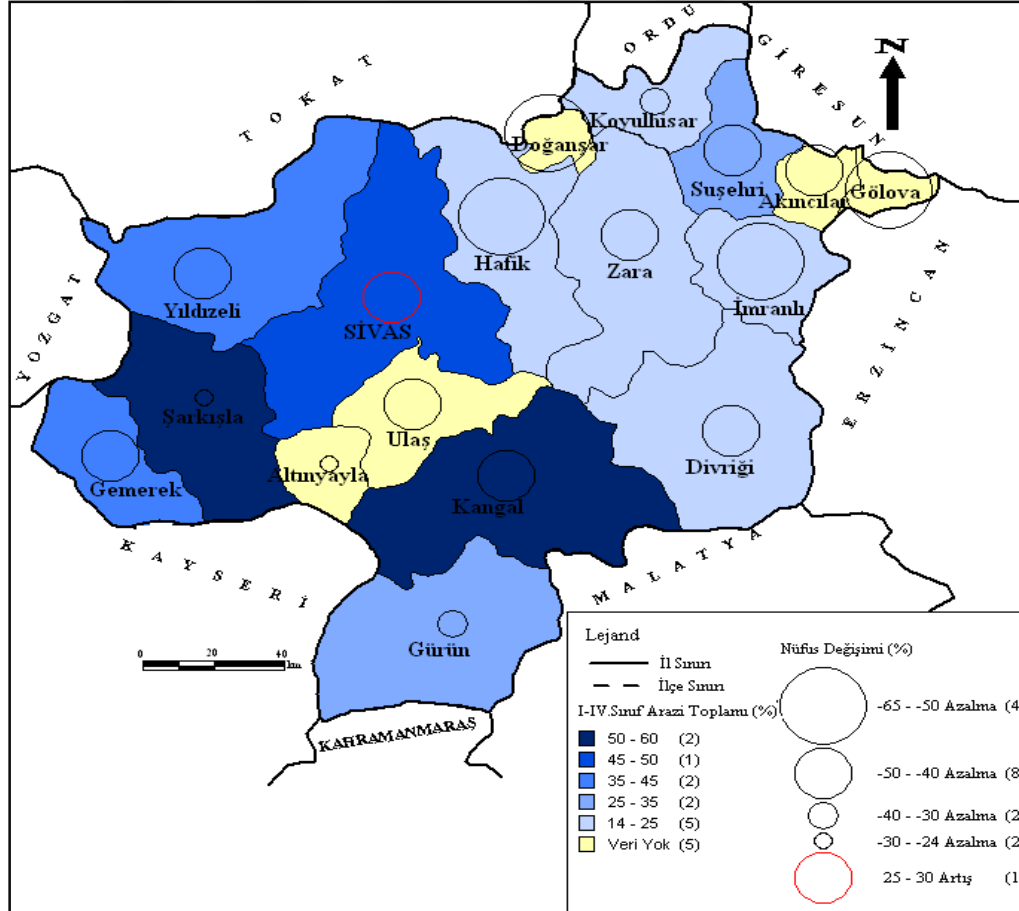 ORDU
GİRESUN
TOKAT
N
Koyulhisar
Doğanşar
Suşehri
Akıncılar
Gölova
Hafik
Zara
İmranlı
Yıldızeli
SİVAS
YOZGAT
ERZİNCAN
Şarkışla
Ulaş
Altınyayla
Divriği
Gemerek
Kangal
KAYSERİ
MALATYA
Gürün
0 20 40
km
KAHRAMANMARAŞ
Lejand
İl Sınırı
İlçe Sınırı
I-IV.Sınıf Arazi Toplamı (%)
50 - 60 (2)
45 - 50 (1)
35 - 45 (2)
25 - 35 (2)
14 - 25 (5)
Veri Yok (5)
Nüfus Değişimi (%)
-65 - -50 Azalma (4
-50 - -40 Azalma (8
-40 - -30 Azalma (2
-30 - -24 Azalma (2
25 - 30 Artış (1